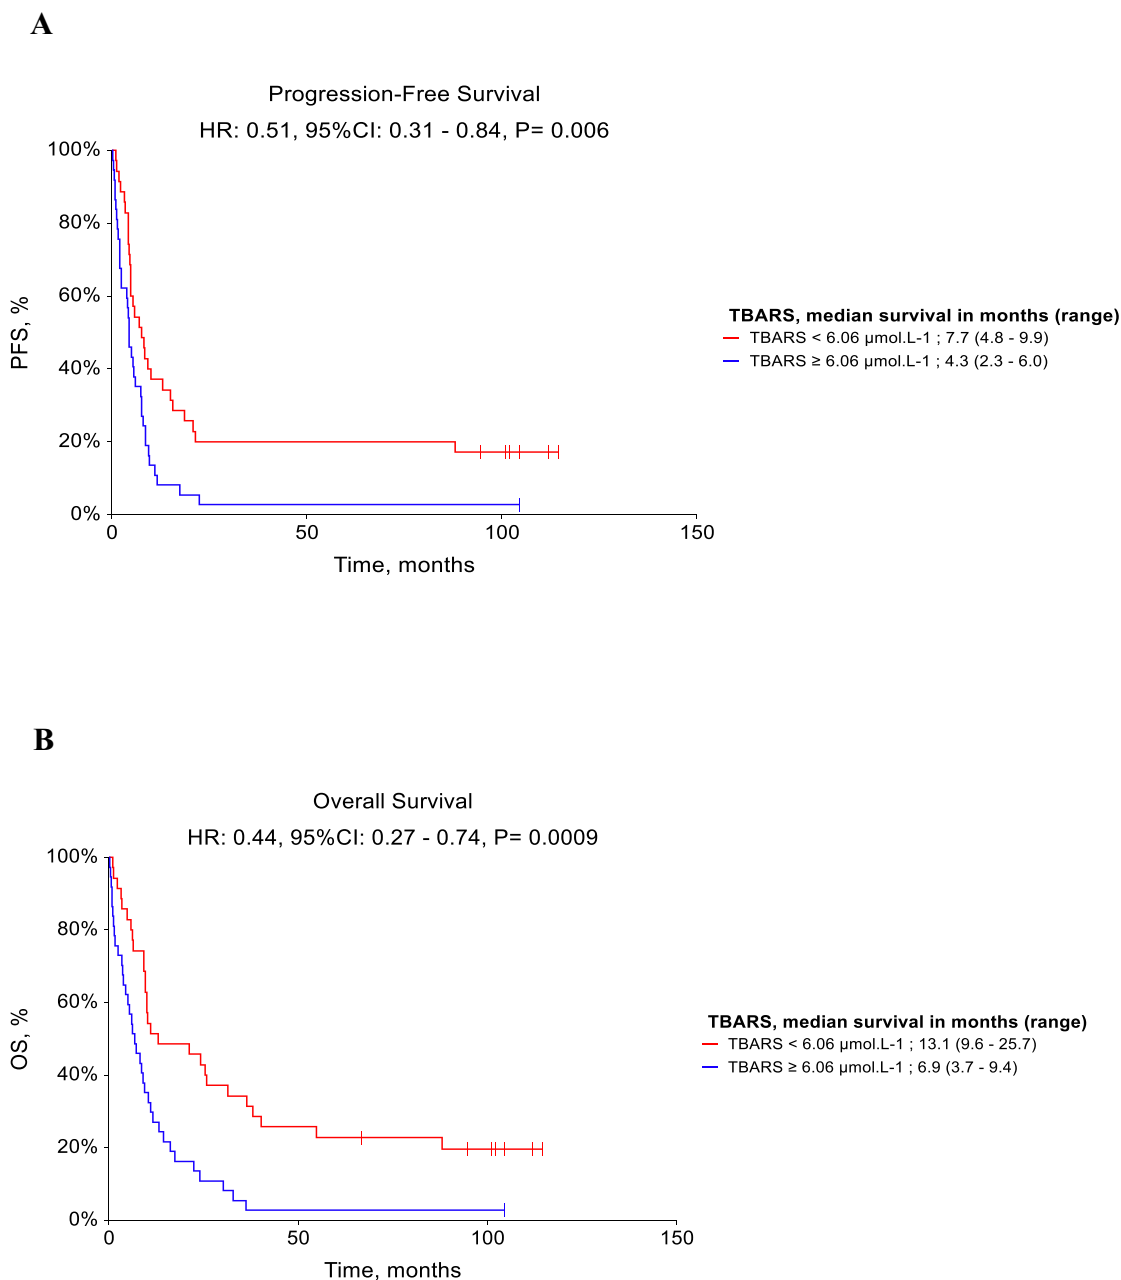 A
Progression-Free Survival
HR: 0.51, 95%CI: 0.31 - 0.84, P= 0.006
100%
80%
60%
40%
20%
0%
PFS, %
0 50 100 150
Time, months
TBARS, median survival in months (range)
TBARS < 6.06 µmol.L-1 ; 7.7 (4.8 - 9.9)
TBARS ≥ 6.06 µmol.L-1 ; 4.3 (2.3 - 6.0)
B
Overall Survival
HR: 0.44, 95%CI: 0.27 - 0.74, P= 0.0009
100%
80%
60%
40%
20%
0%
OS, %
0 50 100 150
Time, months
TBARS, median survival in months (range)
TBARS < 6.06 µmol.L-1 ; 13.1 (9.6 - 25.7)
TBARS ≥ 6.06 µmol.L-1 ; 6.9 (3.7 - 9.4)